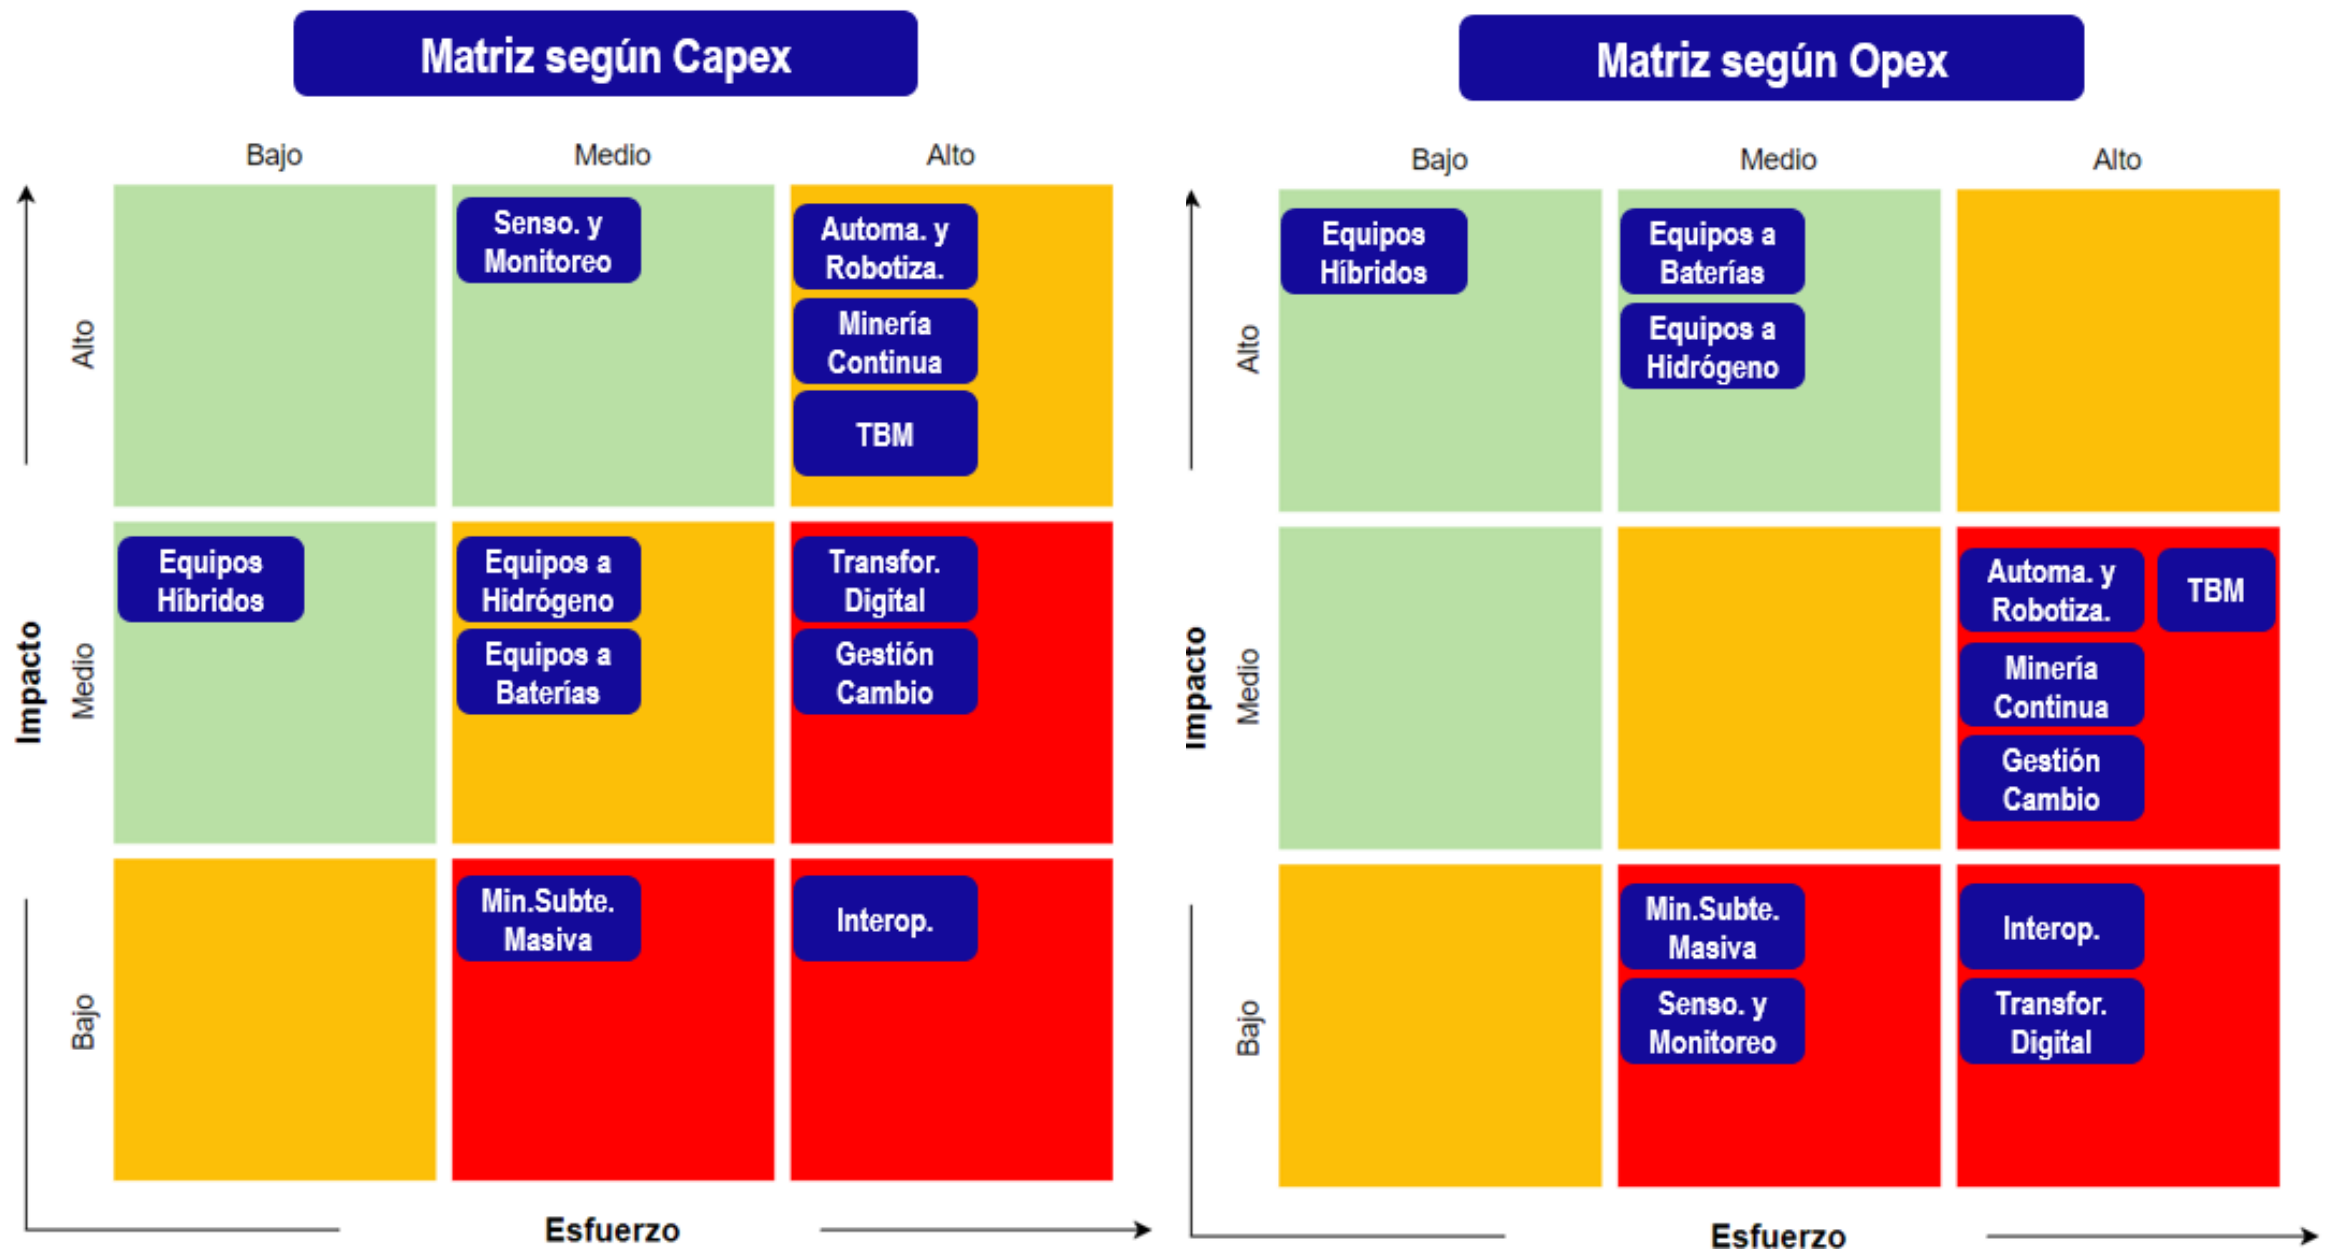 Matriz según Capex
Bajo
Medio
Alto
Alto
Senso. y
Monitoreo
Automa. y
Robotiza.
Minería
Continua
TBM
Impacto
Medio
Equipos
Híbridos
Equipos a
Hidrógeno
Equipos a
Baterías
Transfor.
Digital
Gestión
Cambio
Bajo
Min.Subte.
Masiva
Interop.
Esfuerzo
Matriz según Opex
Bajo
Medio
Alto
Alto
Equipos
Híbridos
Equipos a
Baterías
Equipos a
Hidrógeno
Impacto
Medio
Automa. y
Robotiza.
TBM
Minería
Continua
Gestión
Cambio
Bajo
Min.Subte.
Masiva
Senso. y
Monitoreo
Interop.
Transfor.
Digital
Esfuerzo